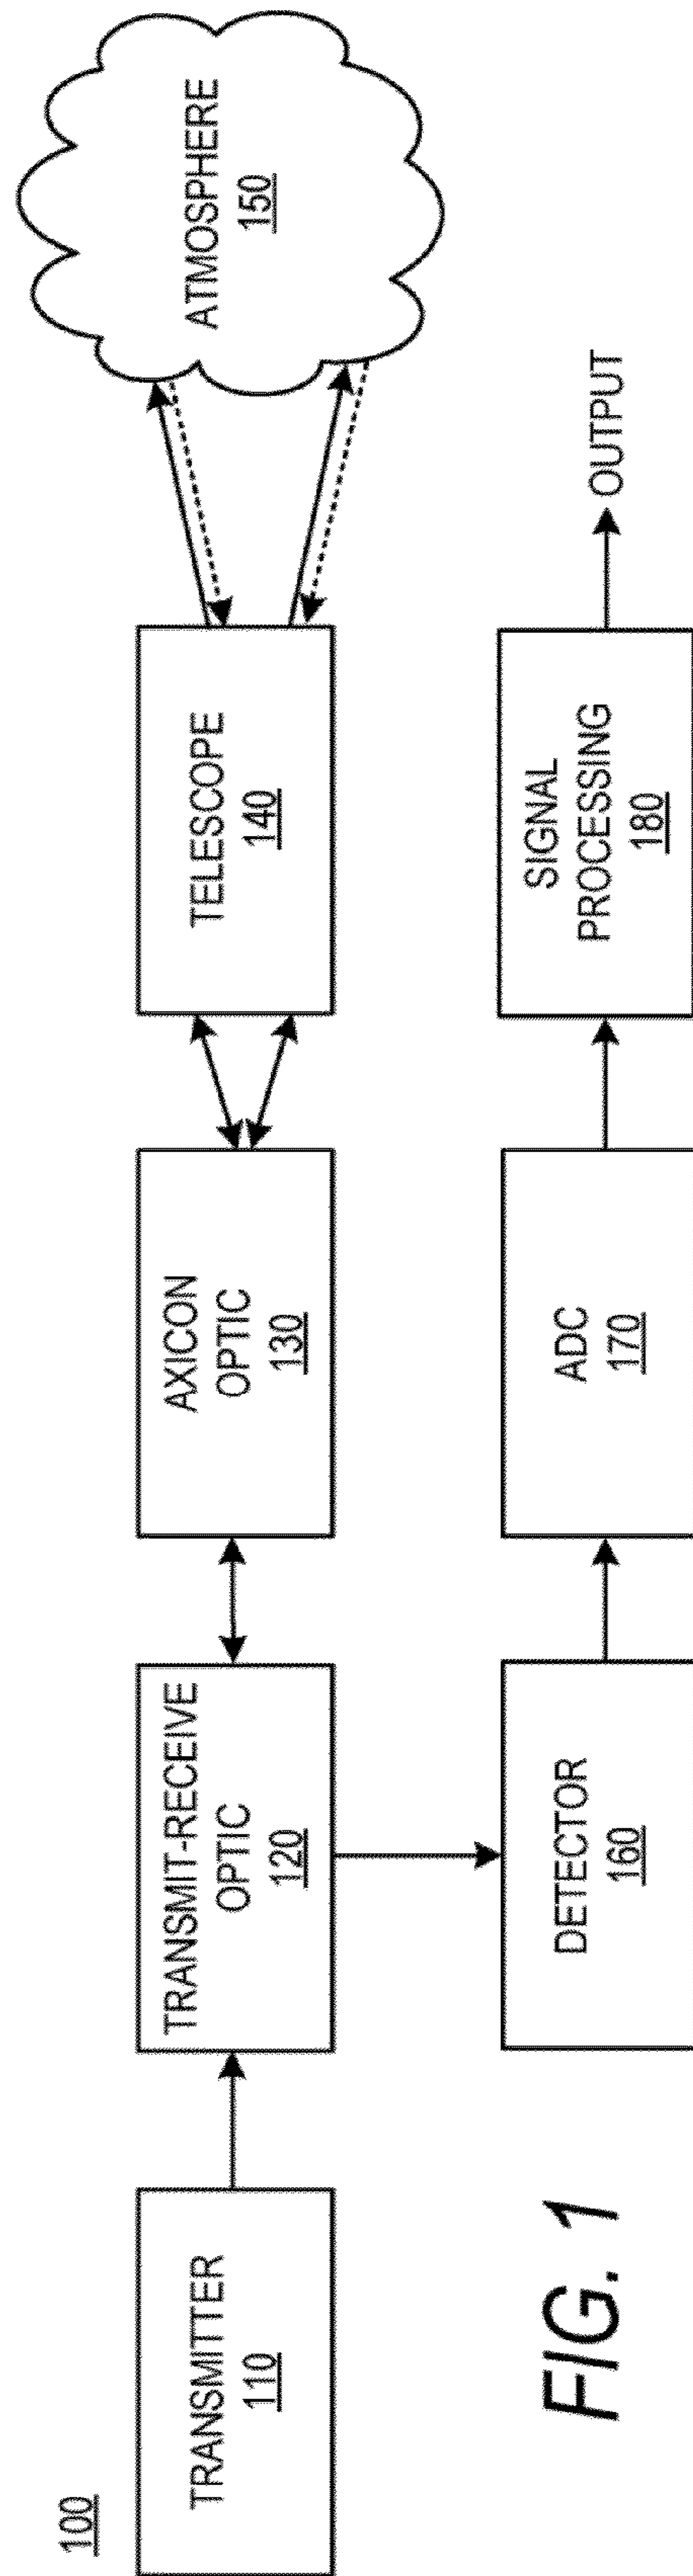 100
TRANSMITTER
110
TRANSMIT-RECEIVE
OPTIC
120
AXICON
OPTIC
130
TELESCOPE
140
ATMOSPHERE
150
DETECTOR
160
ADC
170
SIGNAL
PROCESSING
180
OUTPUT
FIG. 1